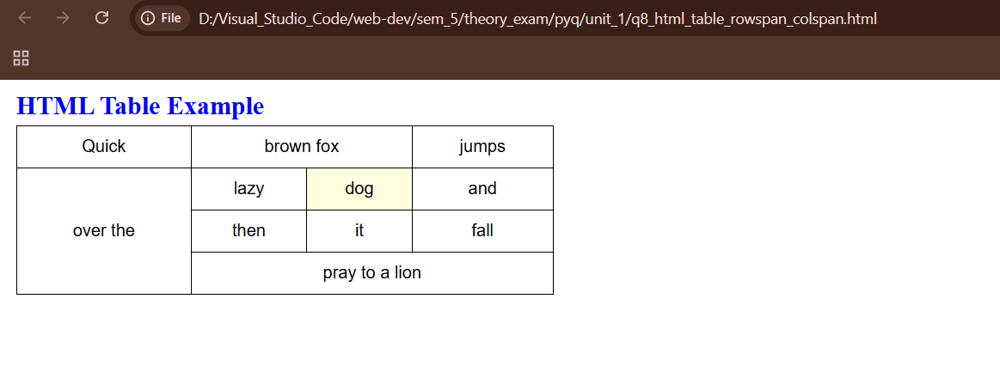 File D:/Visual_Studio_Code/web-dev/sem_5/theory_exam/pyq/unit_1/q8_html_table_rowspan_colspan.html
HTML Table Example
Quick brown fox jumps
lazy dog and
over the then it fall
pray to a lion